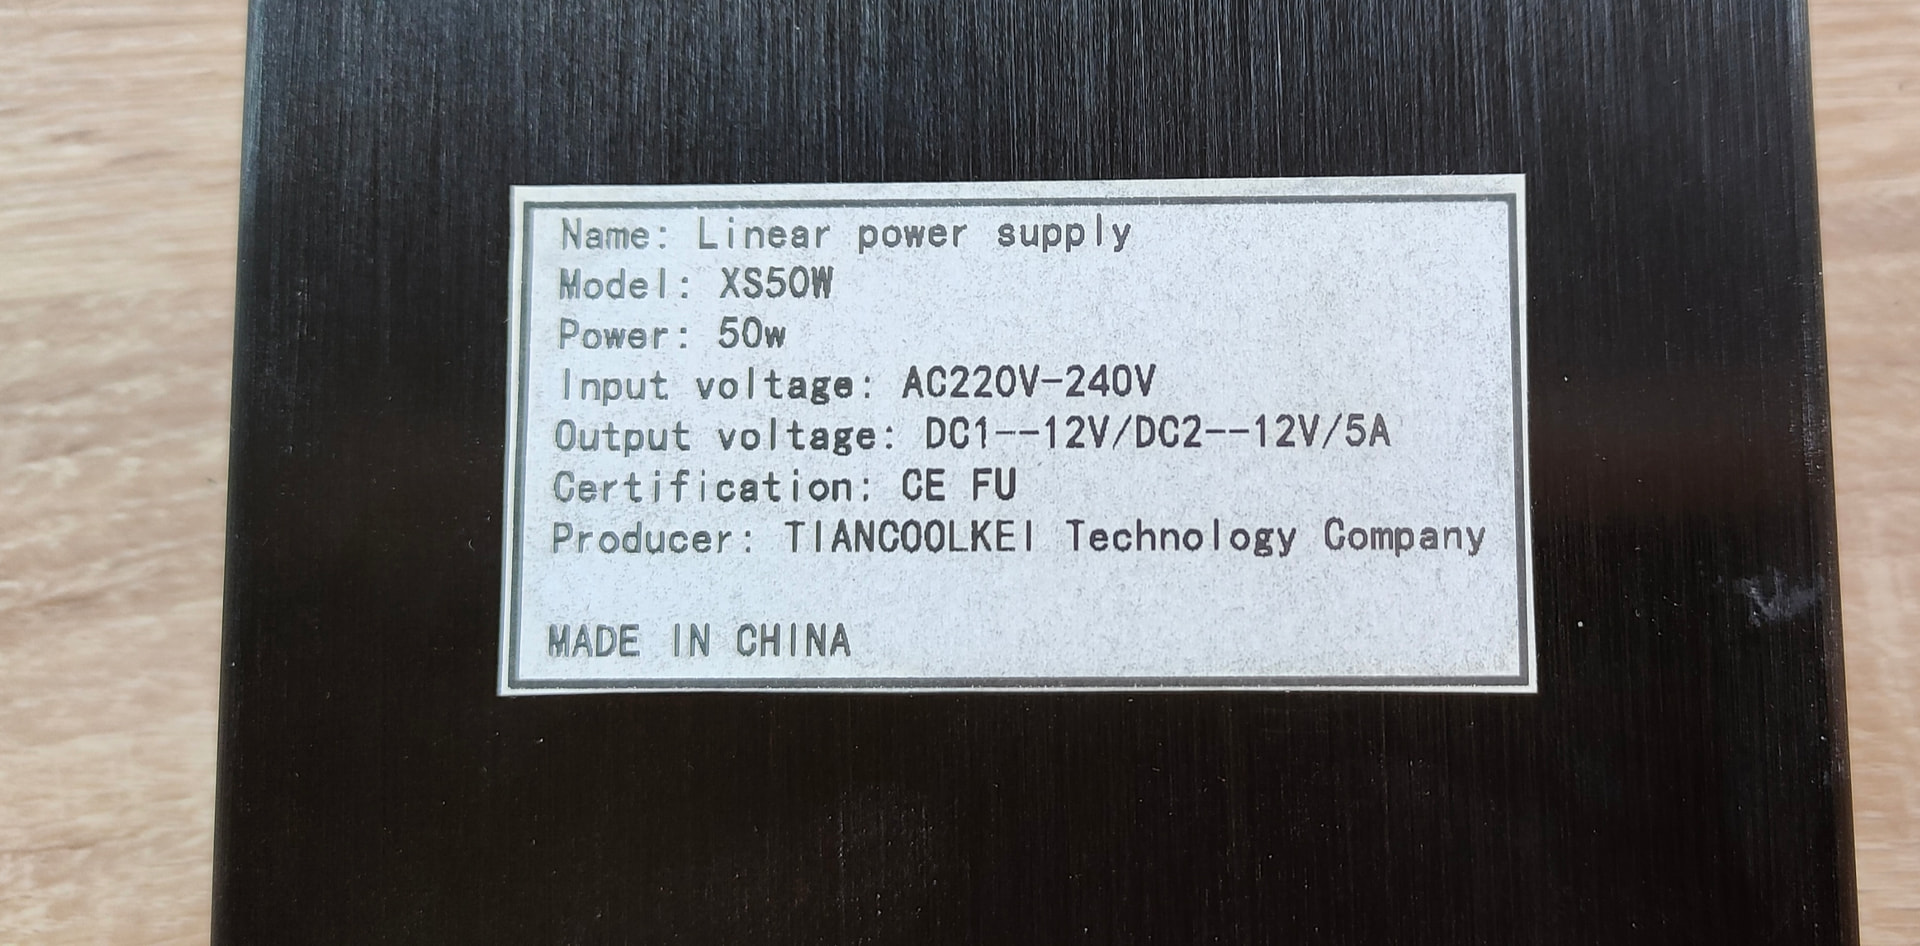 Name: Linear power supply
Model: XS50W
Power: 50w
Input voltage: AC220V-240V
Output voltage: DC1--12V/DC2--12V/5A
Certification: CE FU
Producer: TIANCOOLKEI Technology Company
MADE IN CHINA